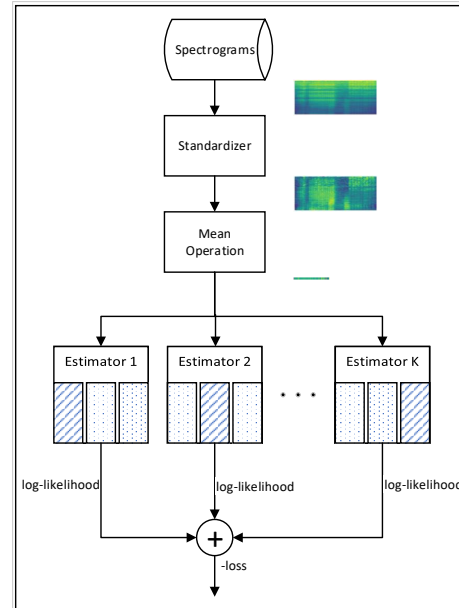 Spectrograms
Standardizer
Mean
Operation
Estimator 1
Estimator 2
. . .
Estimator K
log-likelihood
log-likelihood
log-likelihood
+
-loss